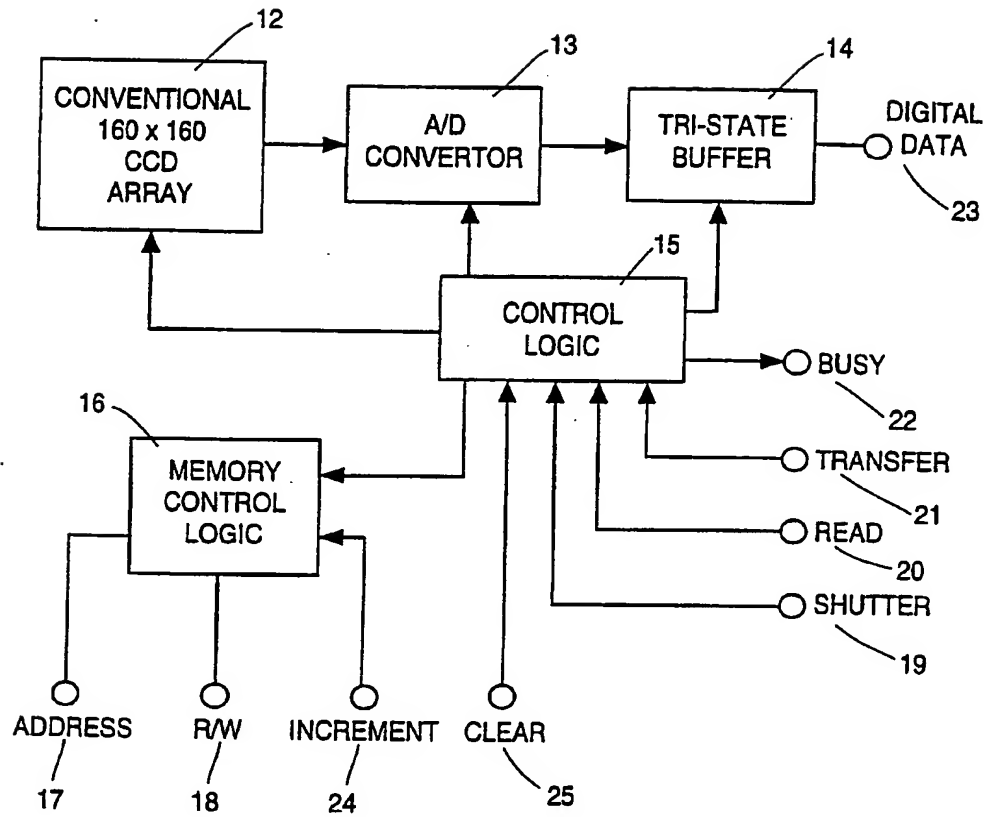 12
CONVENTIONAL
160 x 160
CCD
ARRAY
13
A/D
CONVERTOR
14
TRI-STATE
BUFFER
DIGITAL
DATA
23
15
CONTROL
LOGIC
BUSY
22
TRANSFER
21
READ
20
SHUTTER
19
16
MEMORY
CONTROL
LOGIC
ADDRESS
17
R/W
18
INCREMENT
24
CLEAR
25